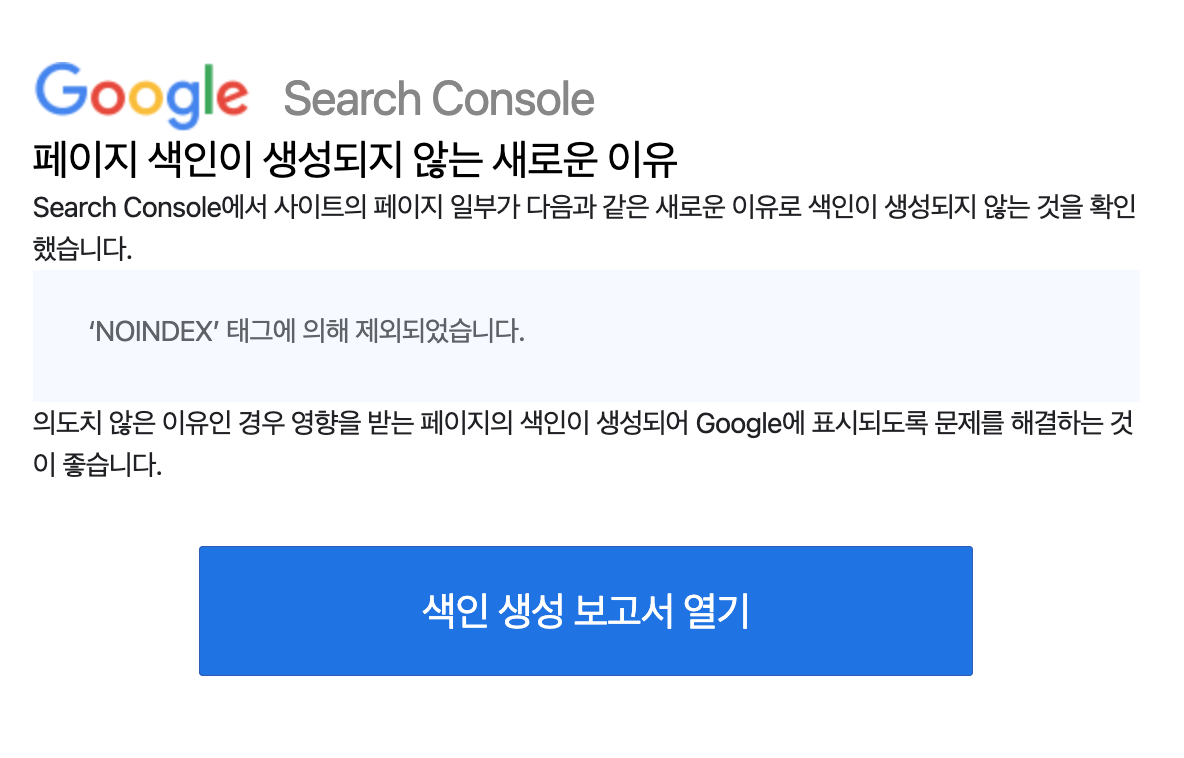 Google Search Console
페이지 색인이 생성되지 않는 새로운 이유
Search Console에서 사이트의 페이지 일부가 다음과 같은 새로운 이유로 색인이 생성되지 않는 것을 확인
했습니다.
‘NOINDEX’ 태그에 의해 제외되었습니다.
의도치 않은 이유인 경우 영향을 받는 페이지의 색인이 생성되어 Google에 표시되도록 문제를 해결하는 것
이 좋습니다.
색인 생성 보고서 열기